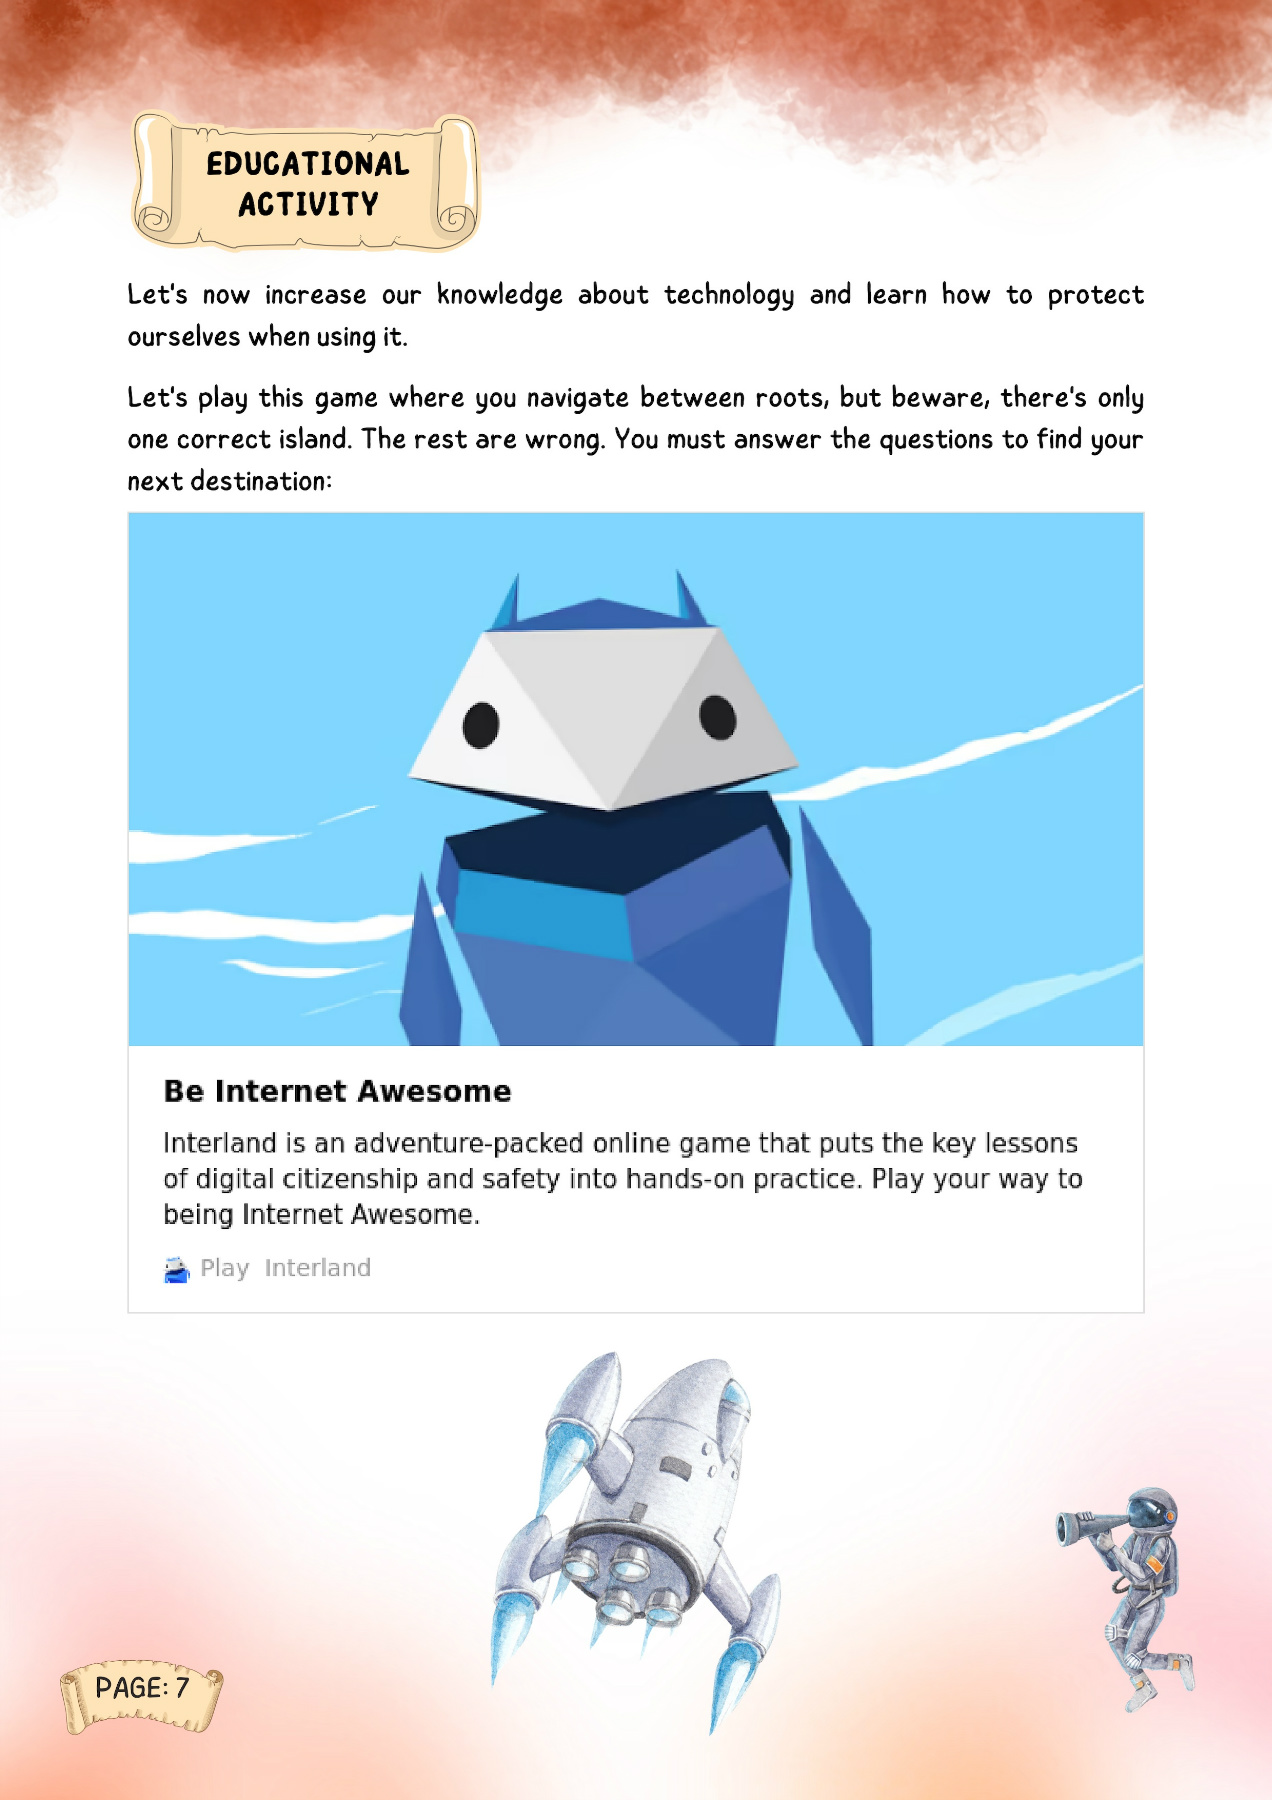 EDUCATIONAL
ACTIVITY
Let's now increase our knowledge about technology and learn how to protect
ourselves when using it.
Let's play this game where you navigate between roots, but beware, there's only
one correct island. The rest are wrong. You must answer the questions to find your
next destination:
Be Internet Awesome
Interland is an adventure-packed online game that puts the key lessons
of digital citizenship and safety into hands-on practice. Play your way to
being Internet Awesome.
Play Interland
PAGE: 7